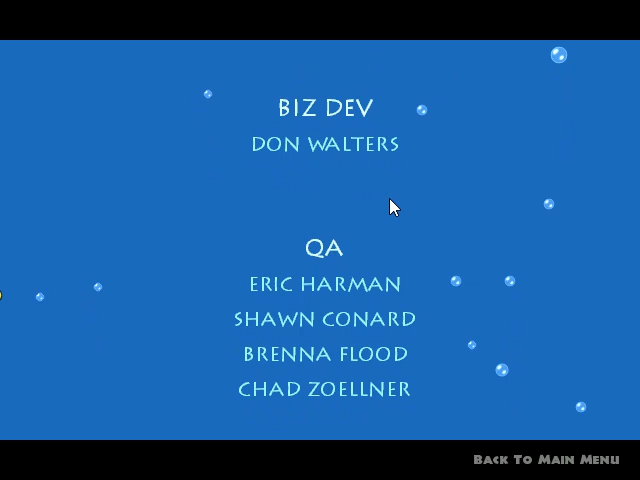 BIZ DEV
DON WALTERS
QA
ERIC HARMAN
SHAWN CONARD
BRENNA FLOOD
CHAD ZOELLNER
BACK TO MAIN MENU